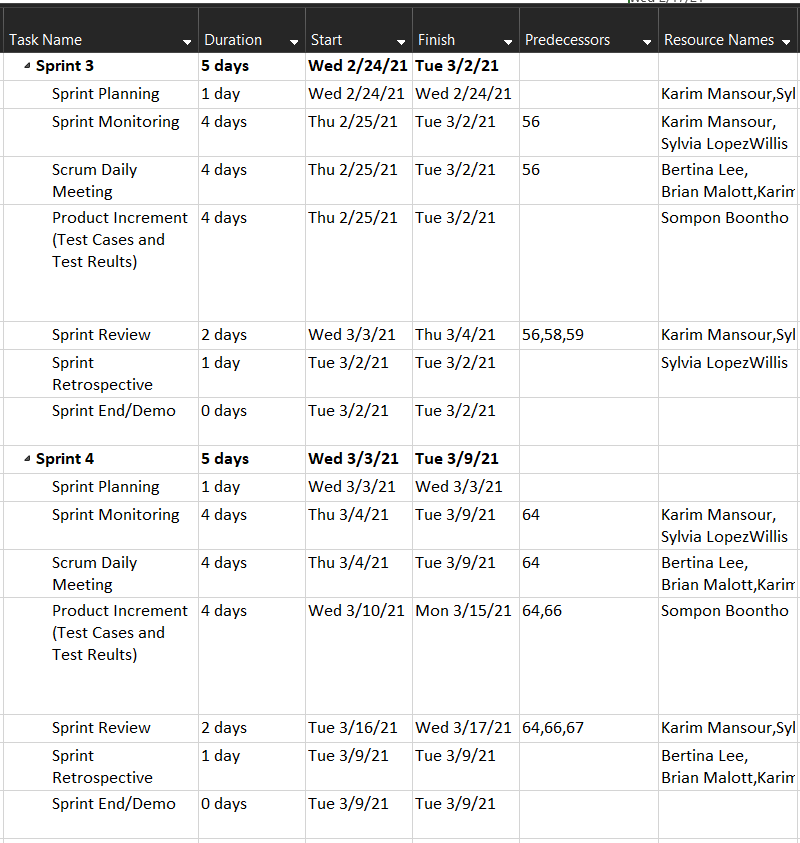 Task Name Duration Start Finish Predecessors Resource Names
Sprint 3 5 days Wed 2/24/21 Tue 3/2/21
Sprint Planning 1 day Wed 2/24/21 Wed 2/24/21 Karim Mansour,Syl
Sprint Monitoring 4 days Thu 2/25/21 Tue 3/2/21 56 Karim Mansour,
Sylvia LopezWillis
Scrum Daily 4 days Thu 2/25/21 Tue 3/2/21 56 Bertina Lee,
Meeting Brian Malott,Karim
Product Increment 4 days Thu 2/25/21 Tue 3/2/21 Sompon Boontho
(Test Cases and
Test Reults)
Sprint Review 2 days Wed 3/3/21 Thu 3/4/21 56,58,59 Karim Mansour,Syl
Sprint 1 day Tue 3/2/21 Tue 3/2/21 Sylvia LopezWillis
Retrospective
Sprint End/Demo 0 days Tue 3/2/21 Tue 3/2/21
Sprint 4 5 days Wed 3/3/21 Tue 3/9/21
Sprint Planning 1 day Wed 3/3/21 Wed 3/3/21
Sprint Monitoring 4 days Thu 3/4/21 Tue 3/9/21 64 Karim Mansour,
Sylvia LopezWillis
Scrum Daily 4 days Thu 3/4/21 Tue 3/9/21 64 Bertina Lee,
Meeting Brian Malott,Karim
Product Increment 4 days Wed 3/10/21 Mon 3/15/21 64,66 Sompon Boontho
(Test Cases and
Test Reults)
Sprint Review 2 days Tue 3/16/21 Wed 3/17/21 64,66,67 Karim Mansour,Syl
Sprint 1 day Tue 3/9/21 Tue 3/9/21 Bertina Lee,
Retrospective Brian Malott,Karim
Sprint End/Demo 0 days Tue 3/9/21 Tue 3/9/21